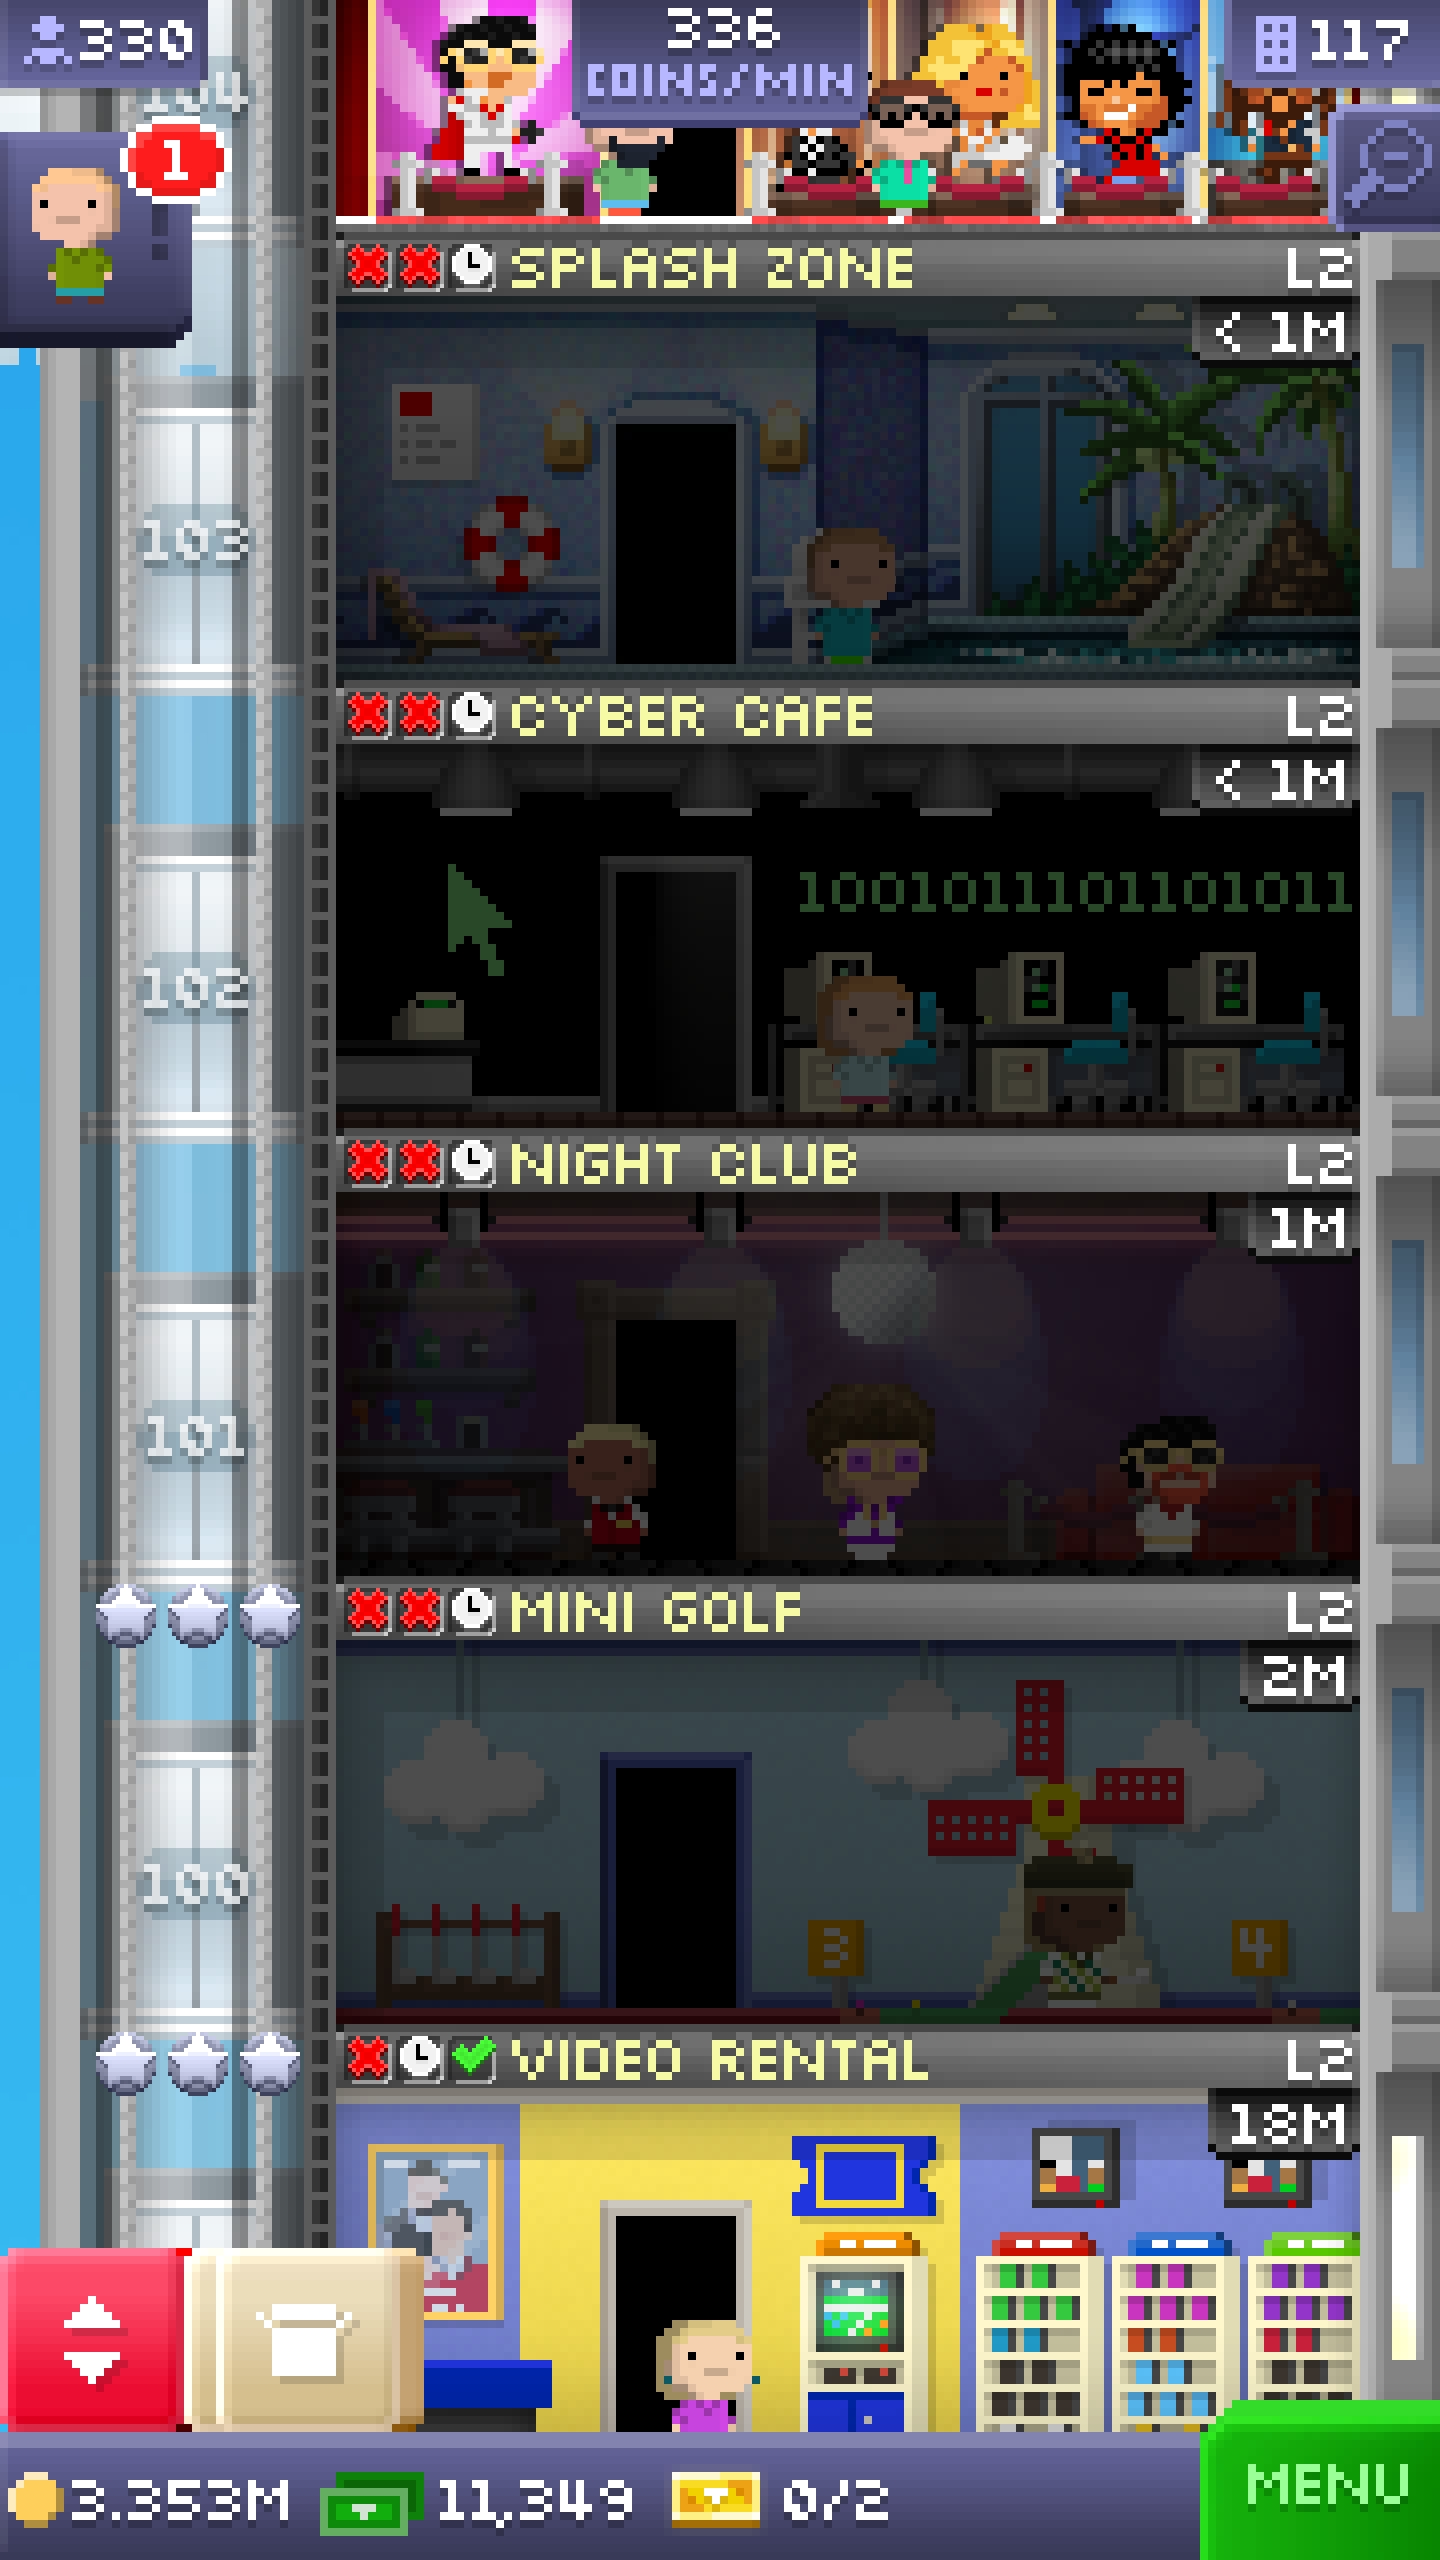 330
336
COINS/MIN
117
104
1
SPLASH ZONE L2
< 1M
103
CYBER CAFE L2
< 1M
100101110110101011
102
NIGHT CLUB L2
1M
101
MINI GOLF L2
2M
100
3
4
VIDEO RENTAL L2
18M
3.353M 11,349 0/2
MENU